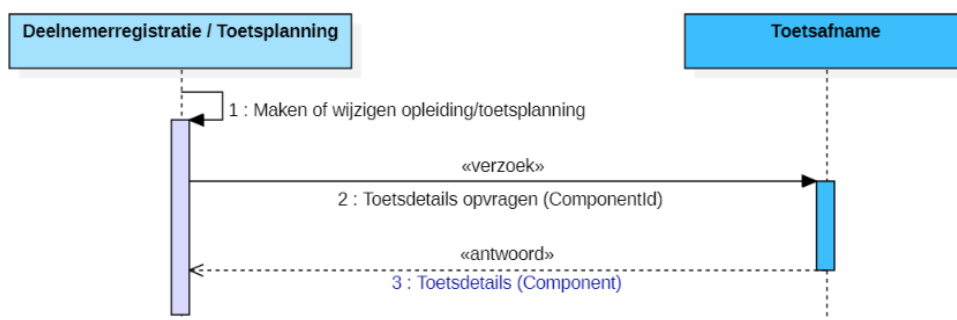 Deelnemerregistratie / Toetsplanning
Toetsafname
1 : Maken of wijzigen opleiding/toetsplanning
«verzoek»
2 : Toetsdetails opvragen (ComponentId)
«antwoord»
3 : Toetsdetails (Component)